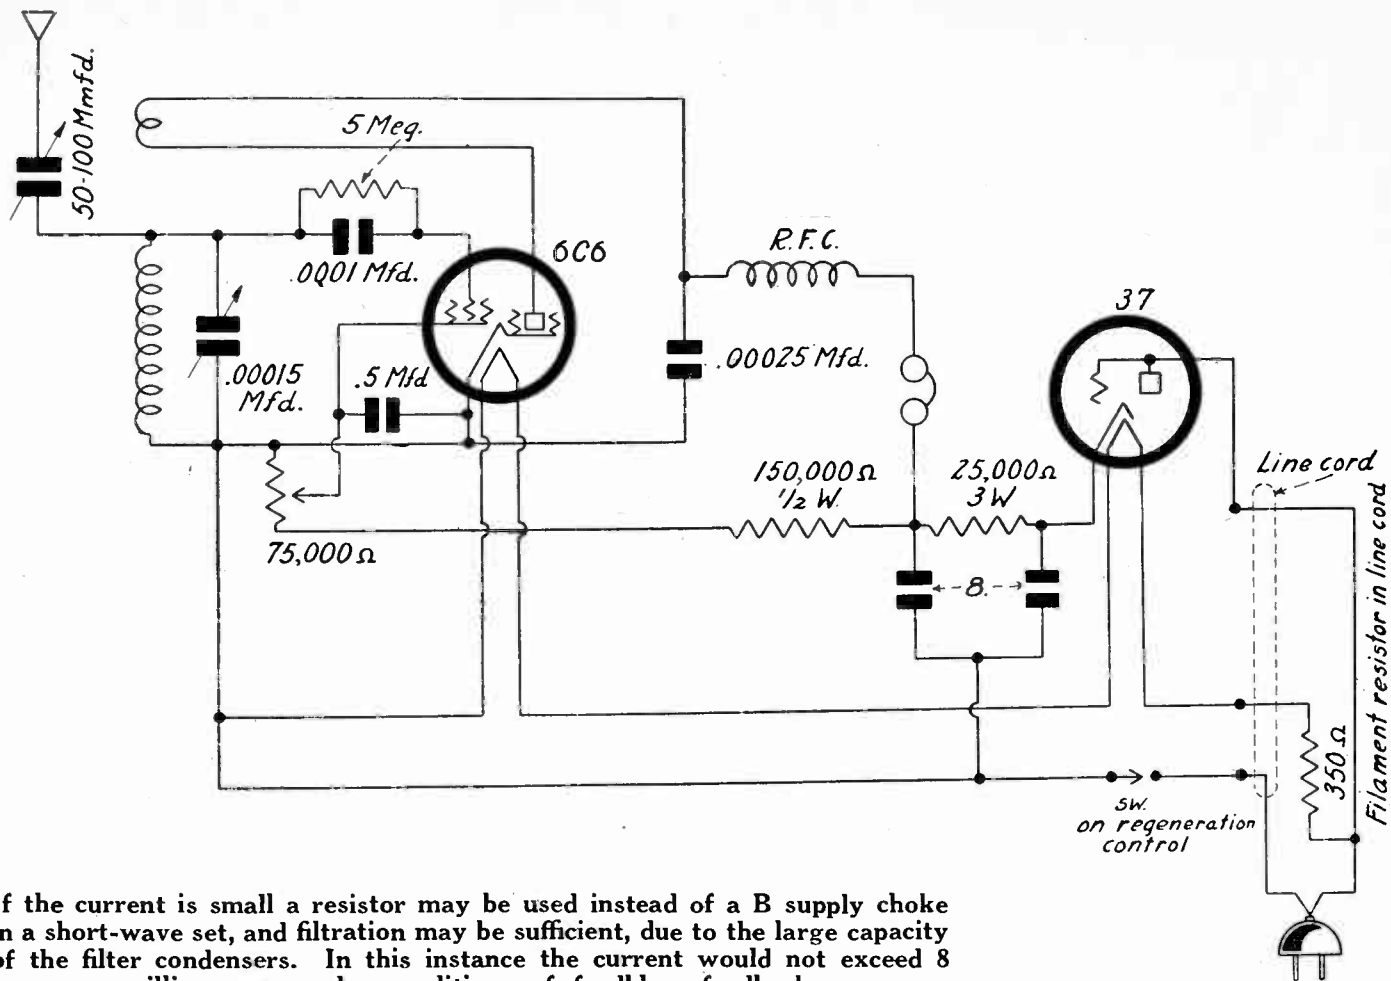 50-100 Mmfd.
5 Meg.
.0001 Mfd.
6C6
R.F.C.
37
.00015
Mfd.
.5 Mfd
.00025 Mfd.
150,000Ω
1/2 W.
25,000Ω
3 W
Line cord
75,000Ω
8.
Filament resistor in line cord
350Ω
SW.
on regeneration
control
f the current is small a resistor may be used instead of a B supply choke
n a short-wave set, and filtration may be sufficient, due to the large capacity
of the filter condensers. In this instance the current would not exceed 8